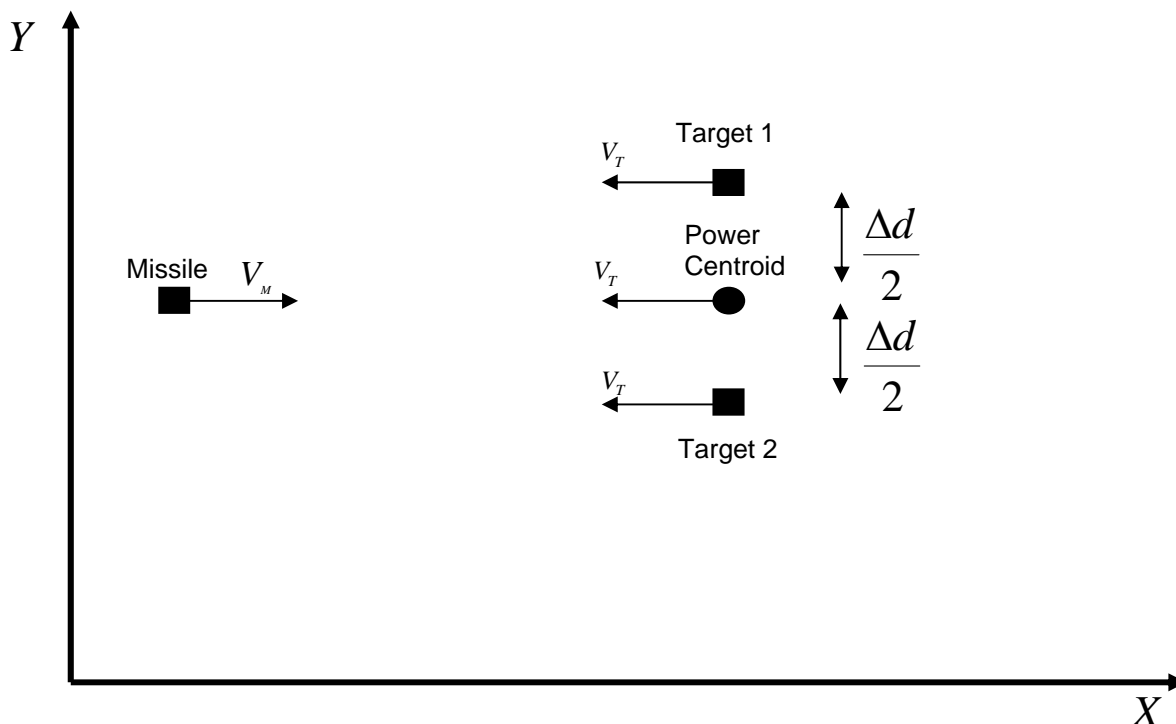 Y
Target 1
V_T
Power
Centroid
Δd
2
Missile
V_M
V_T
Δd
2
V_T
Target 2
X